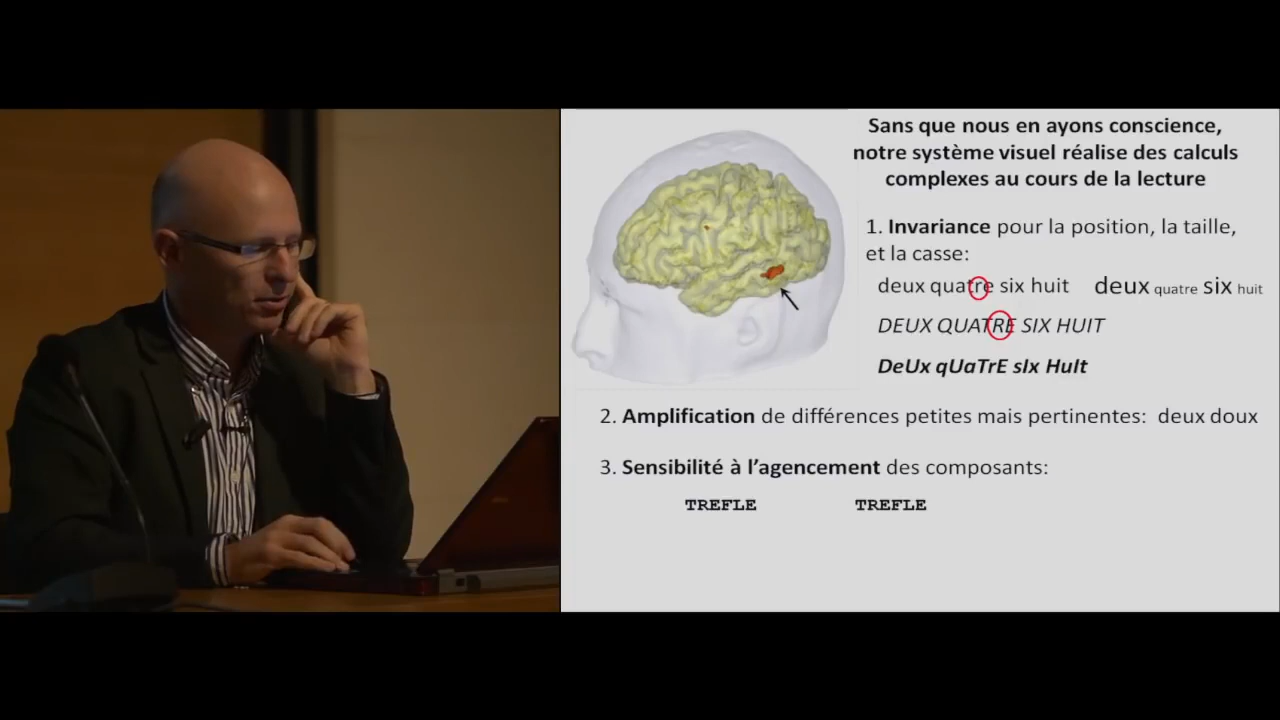 Sans que nous en ayons conscience,
notre système visuel réalise des calculs
complexes au cours de la lecture
1. Invariance pour la position, la taille,
et la casse:
deux quatre six huit deux quatre six huit
DEUX QUATRE SIX HUIT
DeUx qUaTrE sIx HuIt
2. Amplification de différences petites mais pertinentes: deux doux
3. Sensibilité à l'agencement des composants:
TREFLE TREFLE